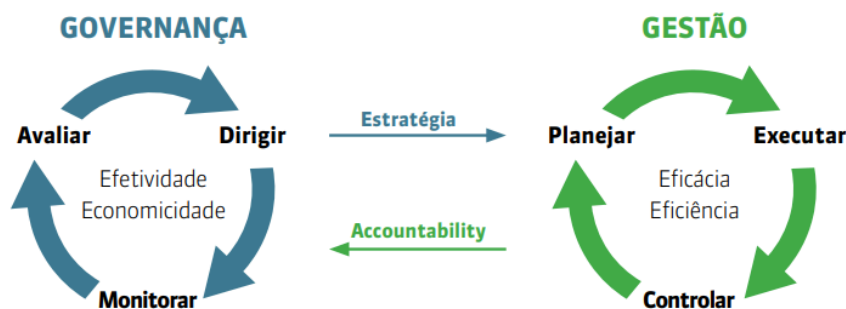 GOVERNANÇA
Avaliar
Dirigir
Efetividade
Economicidade
Monitorar
Estratégia
Accountability
GESTÃO
Planejar
Executar
Eficácia
Eficiência
Controlar